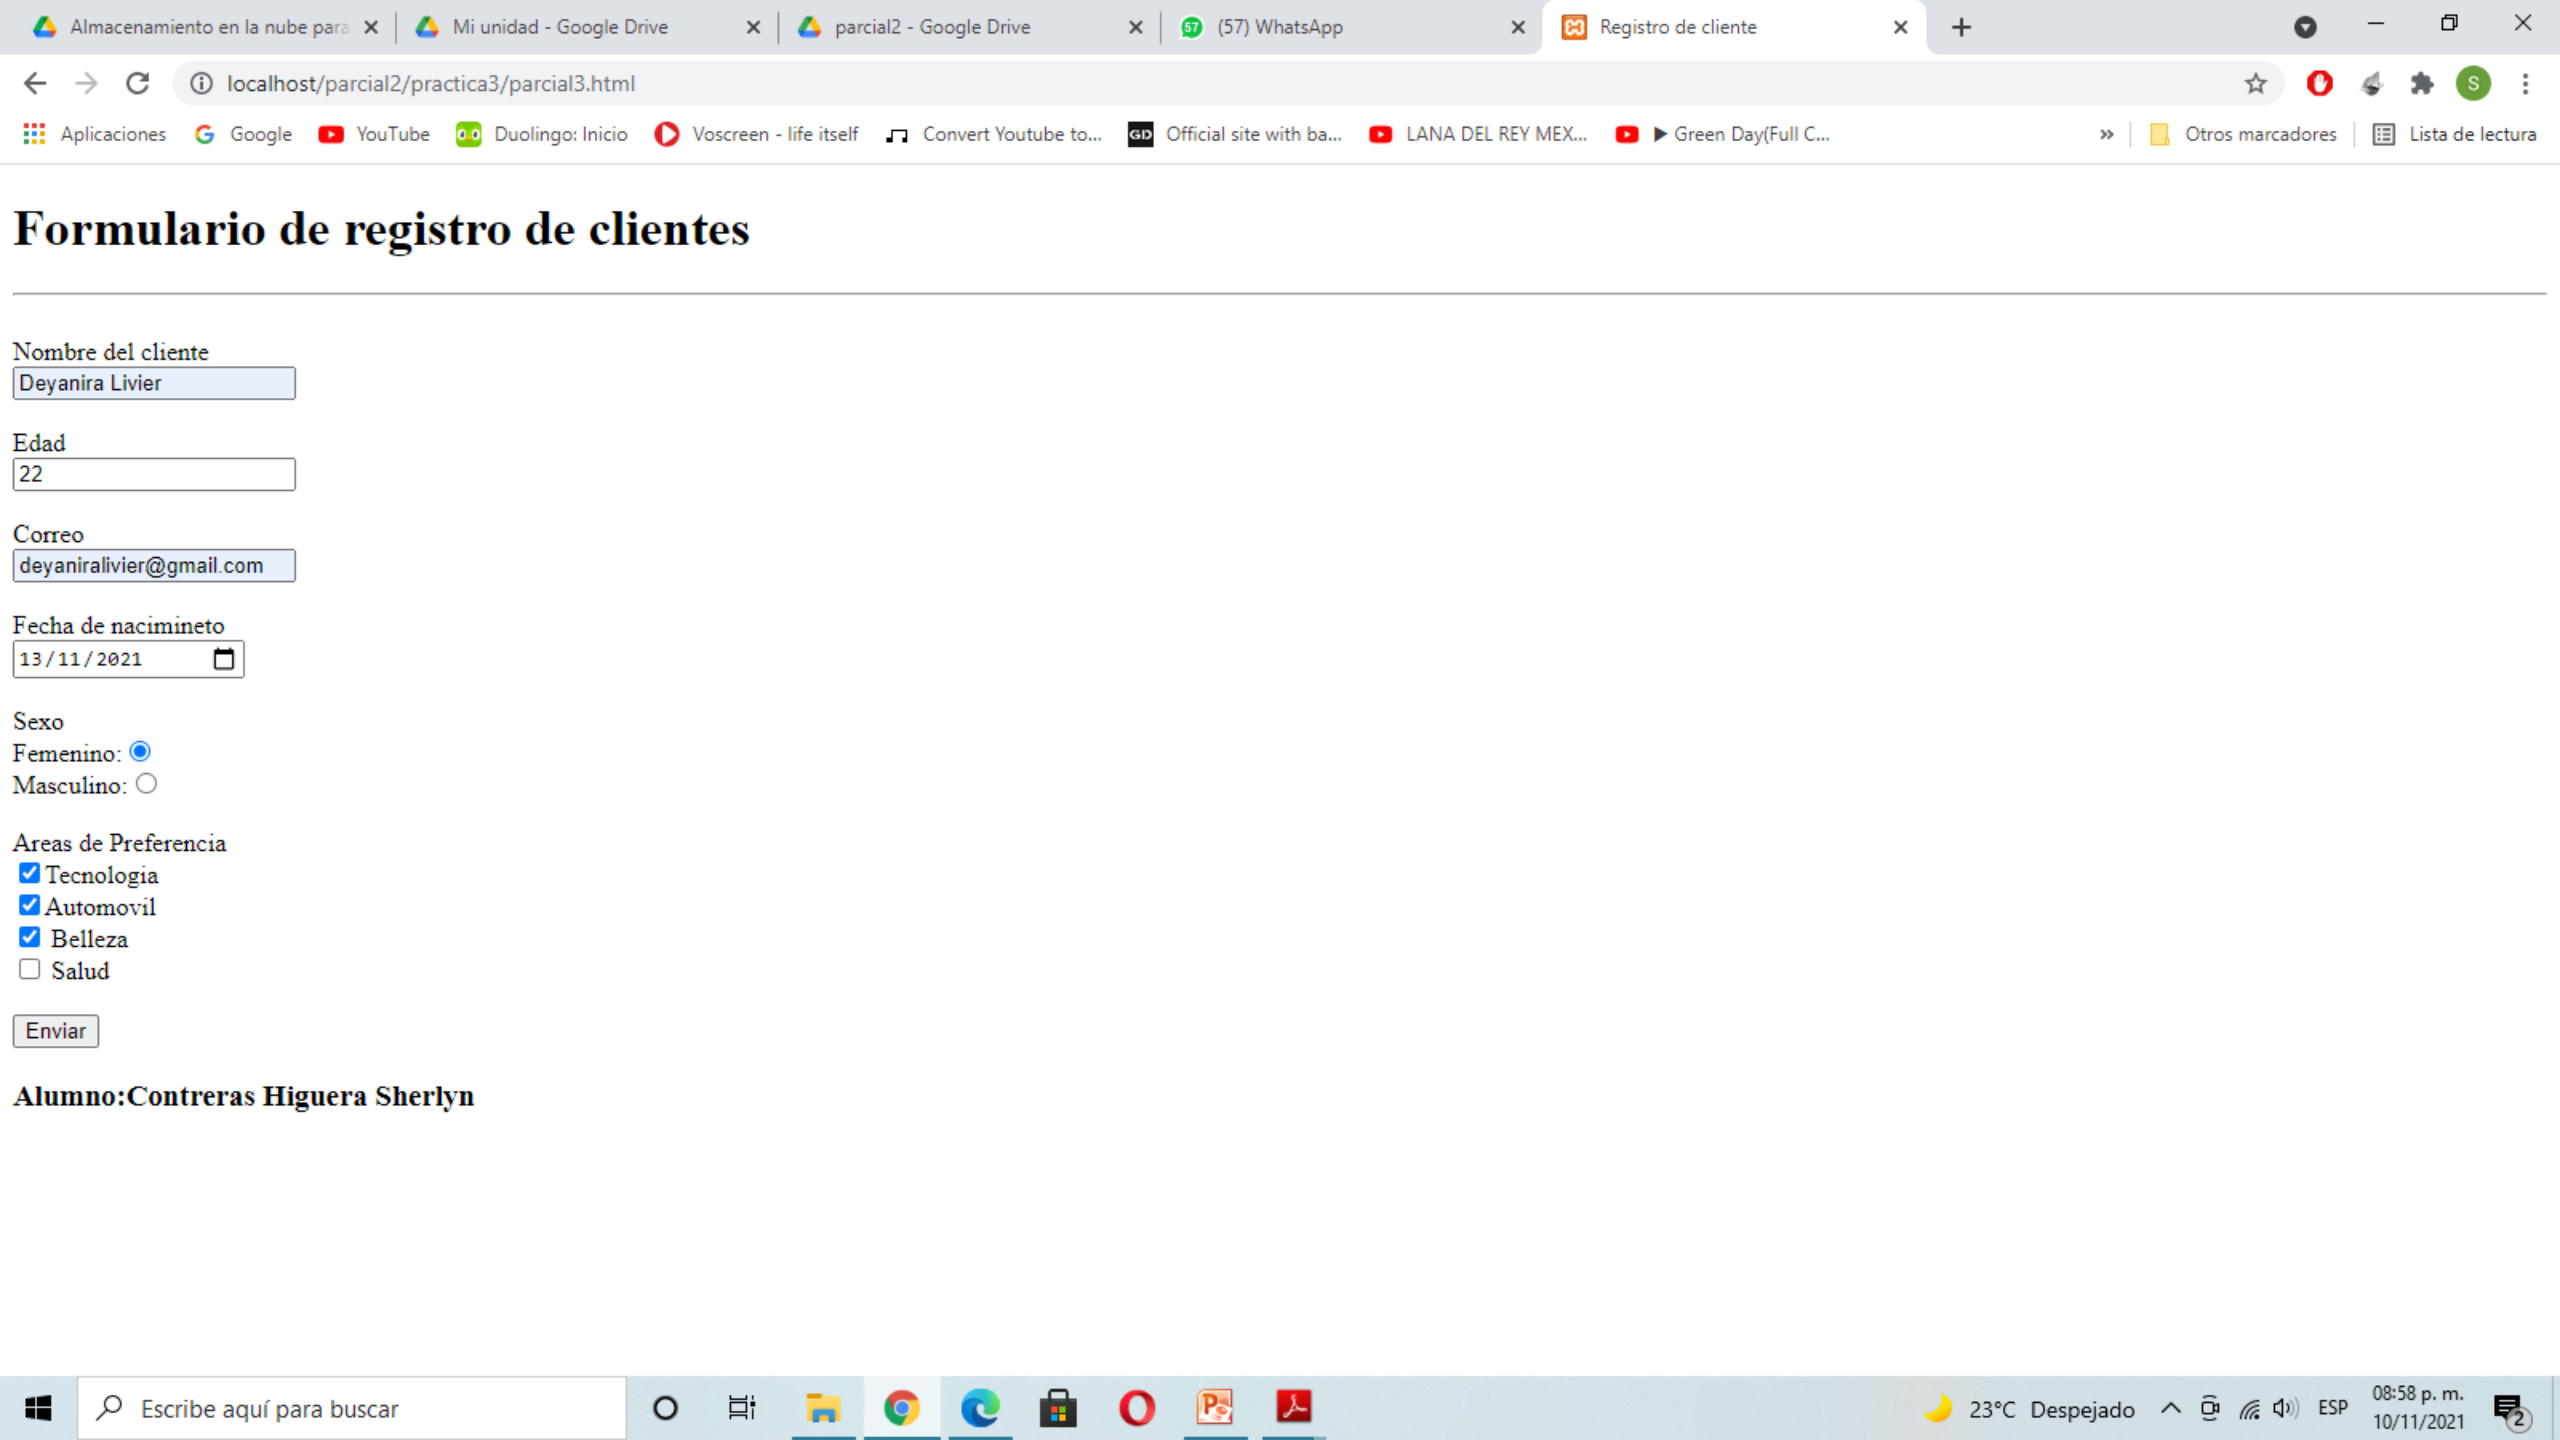 Almacenamiento en la nube para
Mi unidad - Google Drive
parcial2 - Google Drive
57 (57) WhatsApp
Registro de cliente
localhost/parcial2/practica3/parcial3.html
S
Aplicaciones
Google
YouTube
Duolingo: Inicio
Voscreen - life itself
Convert Youtube to...
GD Official site with ba...
LANA DEL REY MEX...
▶ Green Day(Full C...
»
Otros marcadores
Lista de lectura
Formulario de registro de clientes
Nombre del cliente
Deyanira Livier
Edad
22
Correo
deyaniralivier@gmail.com
Fecha de nacimineto
13/11/2021
Sexo
Femenino:
Masculino:
Areas de Preferencia
Tecnologia
Automovil
Belleza
Salud
Enviar
Alumno:Contreras Higuera Sherlyn
Escribe aquí para buscar
23°C Despejado
ESP
08:58 p. m.
10/11/2021
2